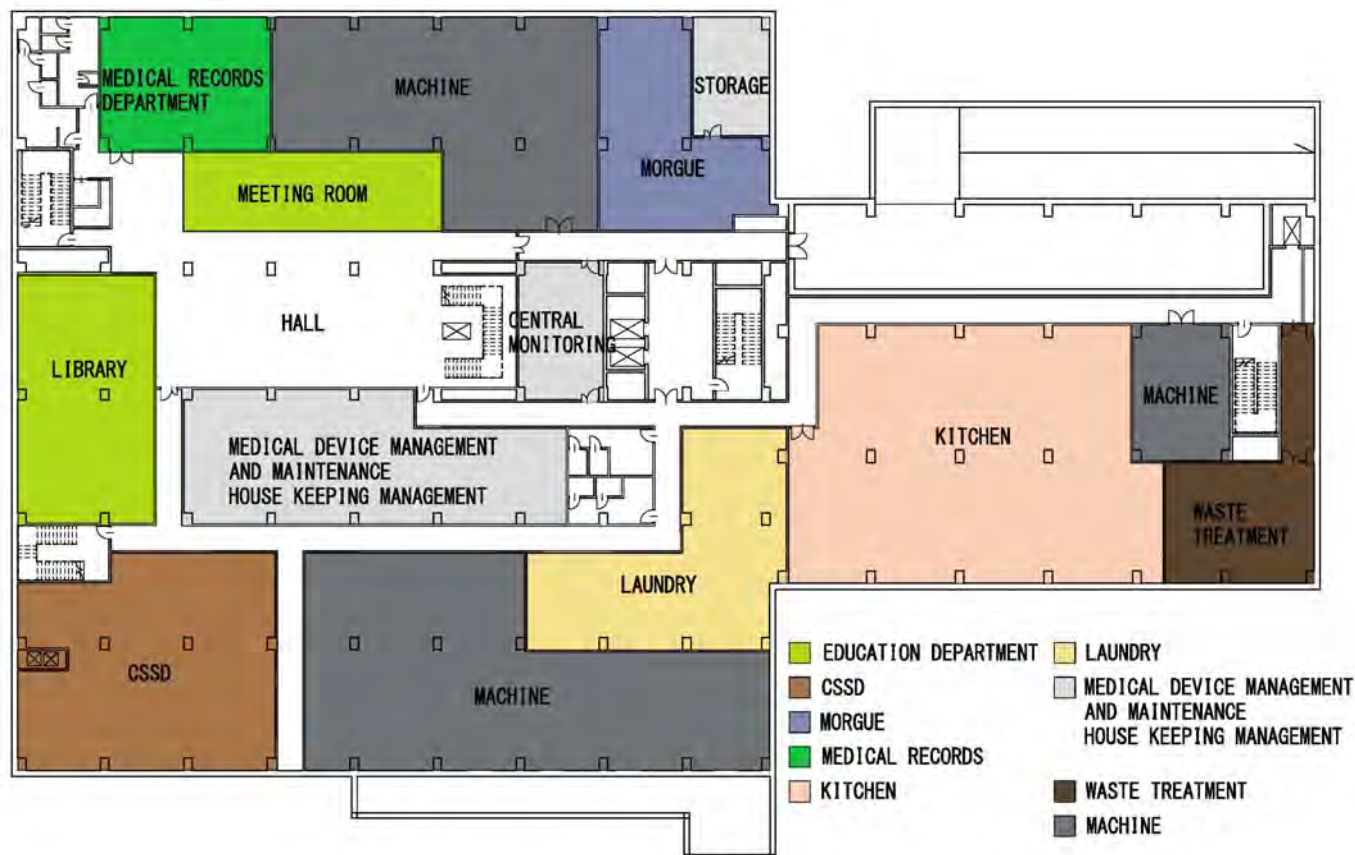 MEDICAL RECORDS
DEPARTMENT
MACHINE
STORAGE
MORGUE
MEETING ROOM
HALL
CENTRAL
MONITORING
LIBRARY
MACHINE
KITCHEN
MEDICAL DEVICE MANAGEMENT
AND MAINTENANCE
HOUSE KEEPING MANAGEMENT
WASTE
TREATMENT
LAUNDRY
CSSD
MACHINE
EDUCATION DEPARTMENT
CSSD
MORGUE
MEDICAL RECORDS
KITCHEN
LAUNDRY
MEDICAL DEVICE MANAGEMENT
AND MAINTENANCE
HOUSE KEEPING MANAGEMENT
WASTE TREATMENT
MACHINE